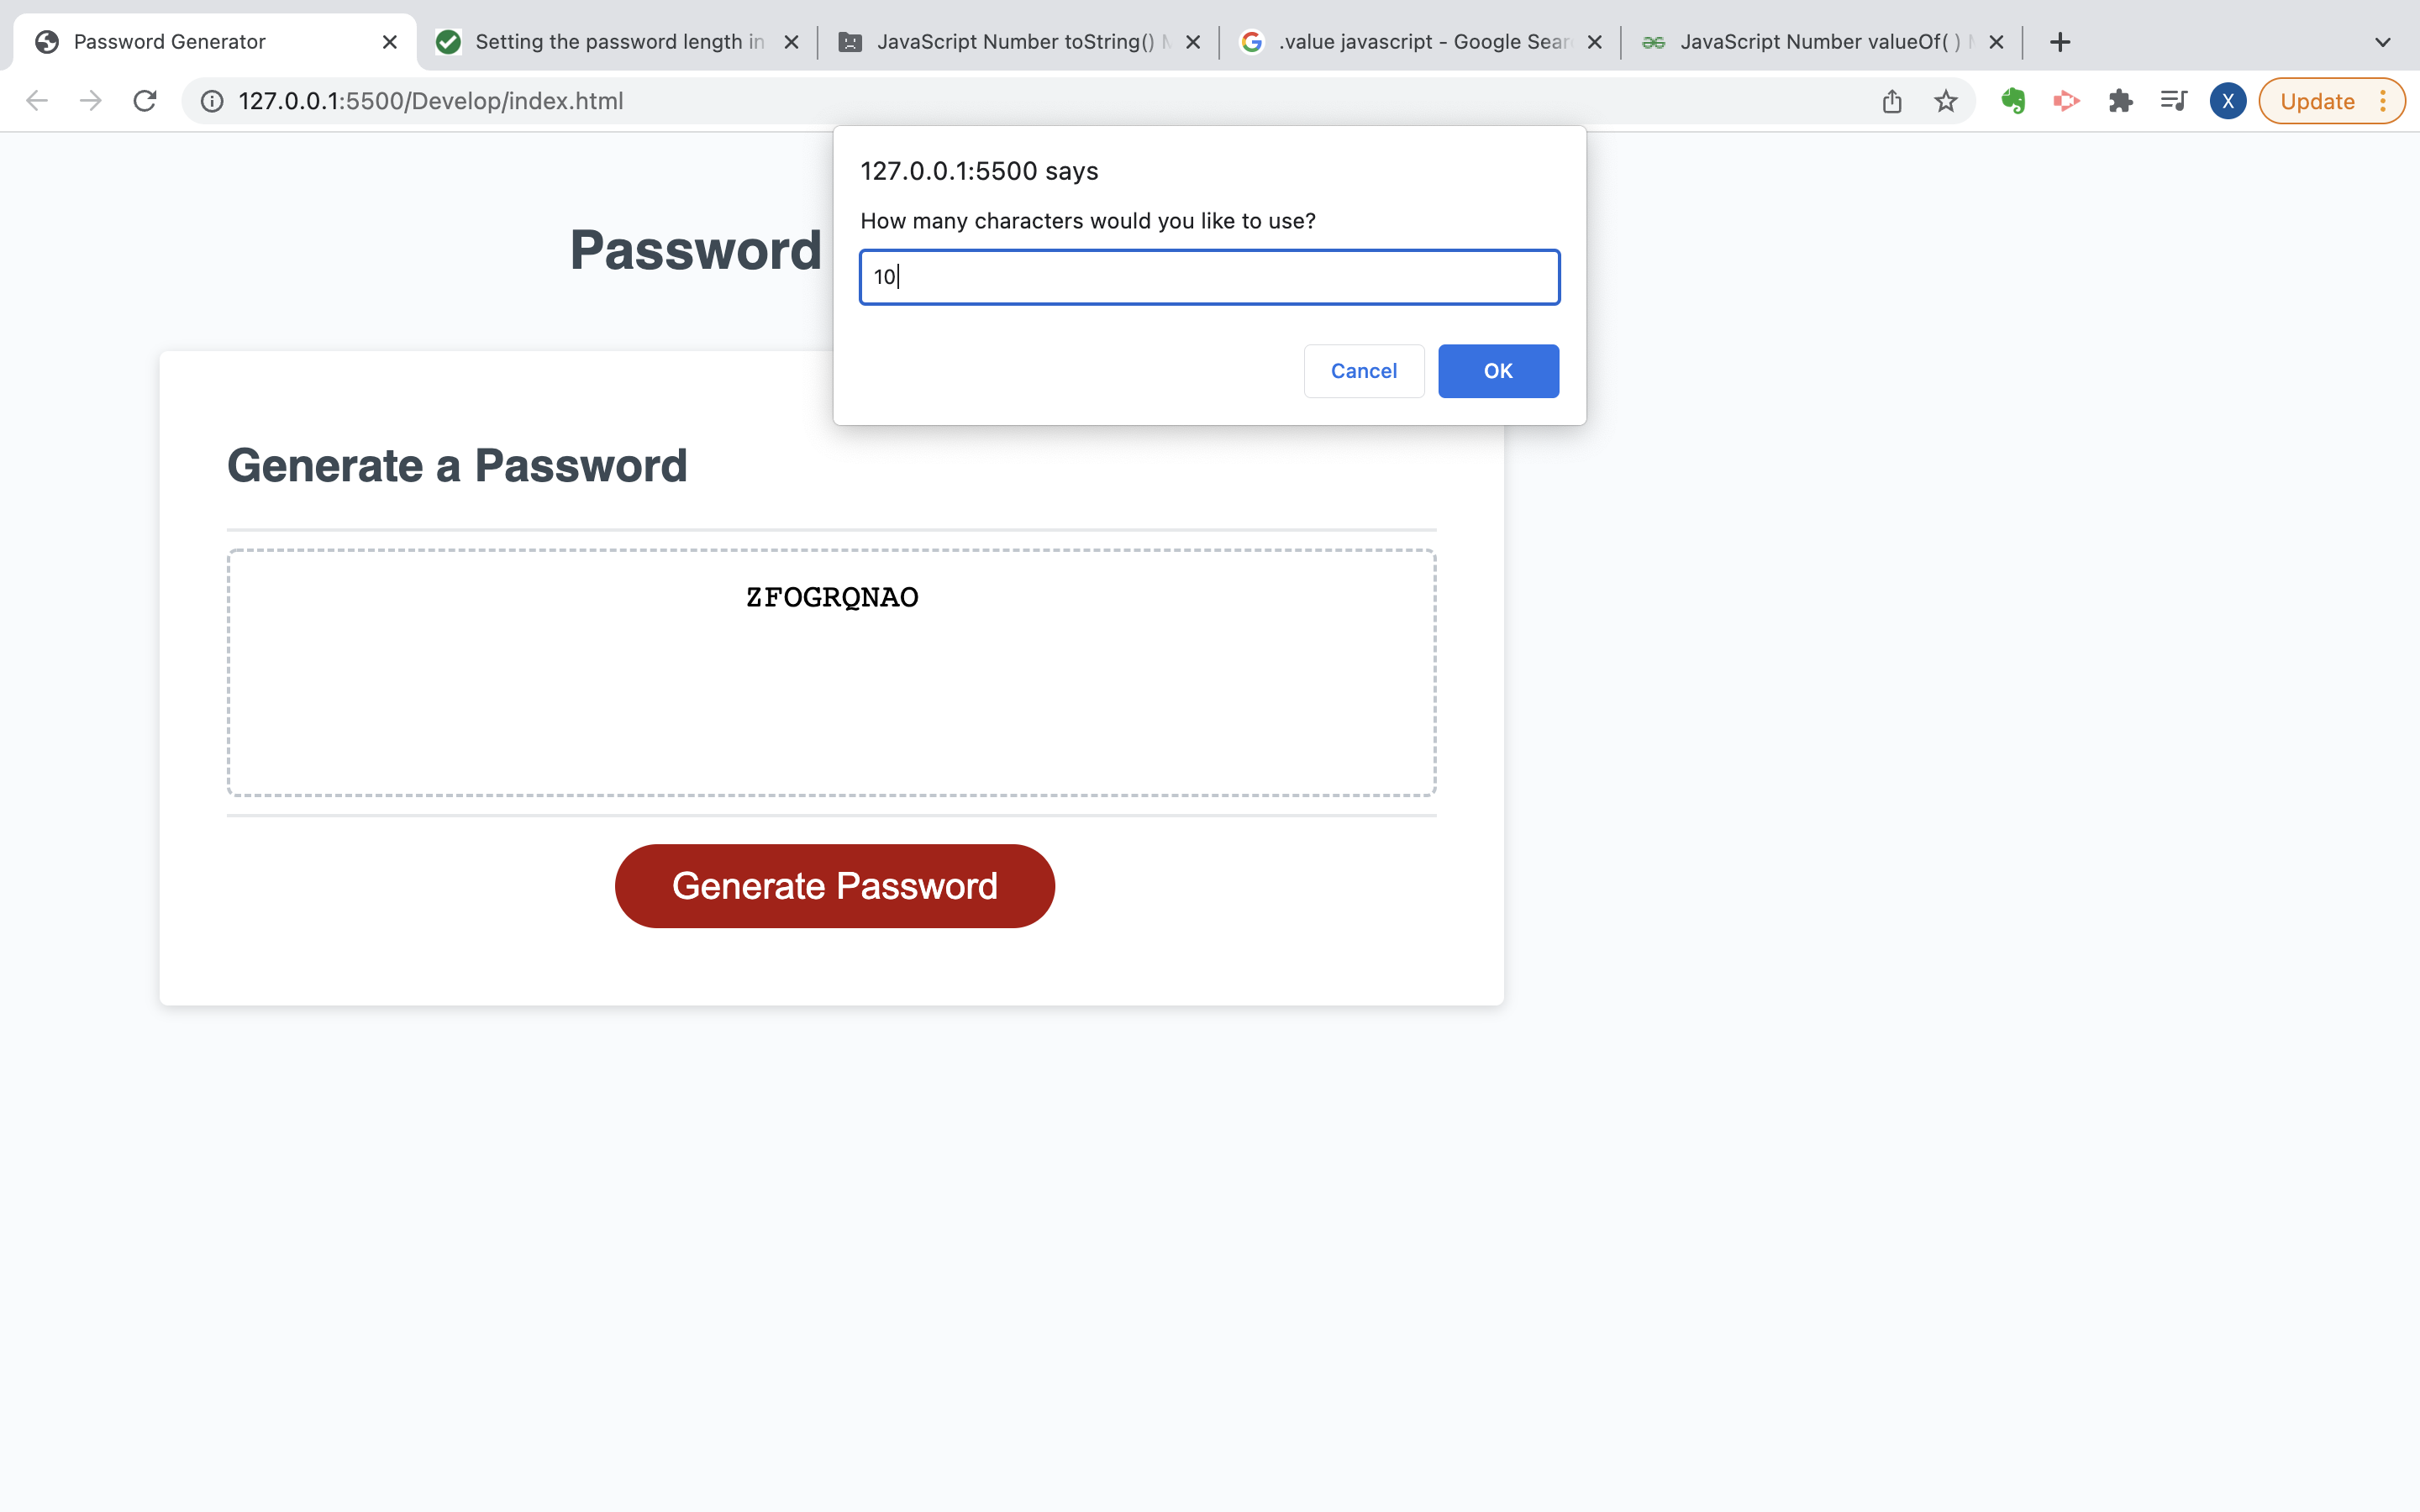 Password Generator
Setting the password length in
JavaScript Number toString()
.value javascript - Google Sear
JavaScript Number valueOf( )
127.0.0.1:5500/Develop/index.html
X
Update
127.0.0.1:5500 says
How many characters would you like to use?
10
Cancel
OK
Password
Generate a Password
ZFOGRQNAO
Generate Password